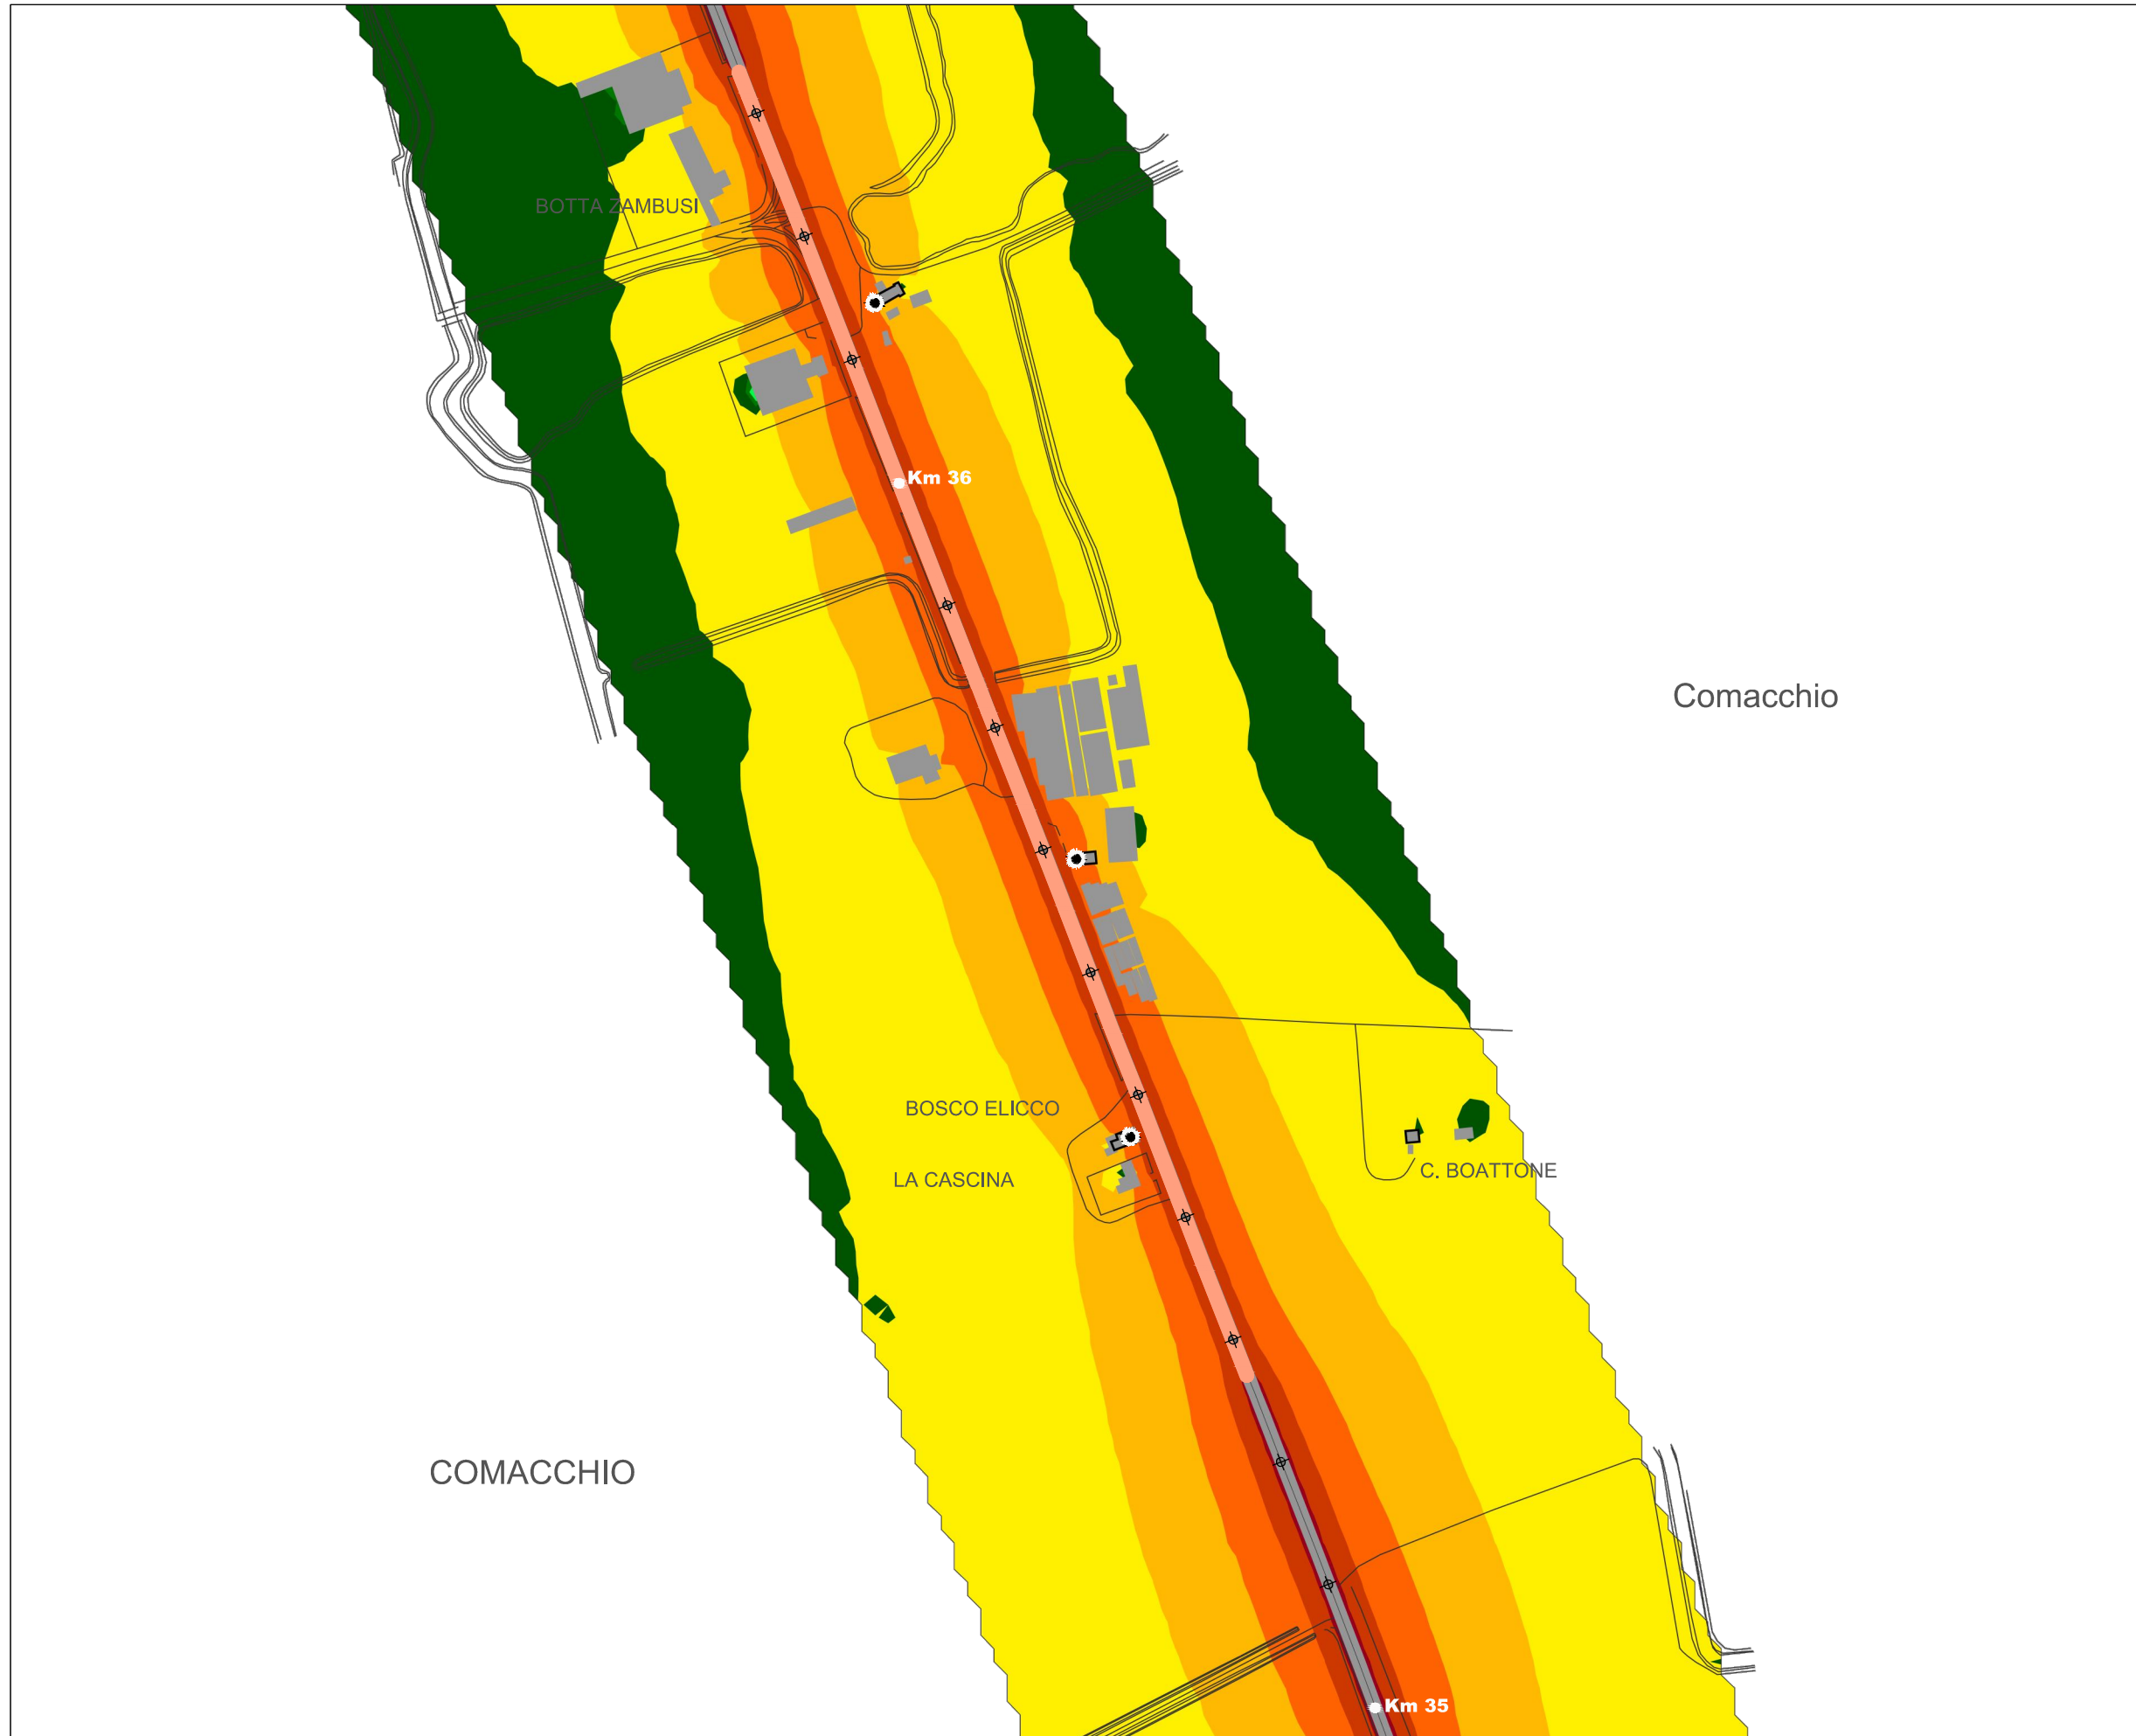 BOTTA ZAMBUSI
Km 36
Comacchio
BOSCO ELICCO
LA CASCINA
C. BOATTONE
COMACCHIO
Km 35